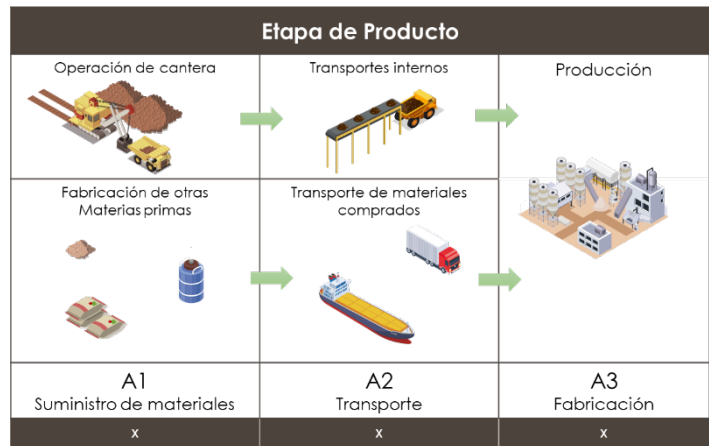 Etapa de Producto
Operación de cantera
Transportes internos
Producción
Fabricación de otras
Materias primas
Transporte de materiales
comprados
A1
Suministro de materiales
A2
Transporte
A3
Fabricación
x
x
x